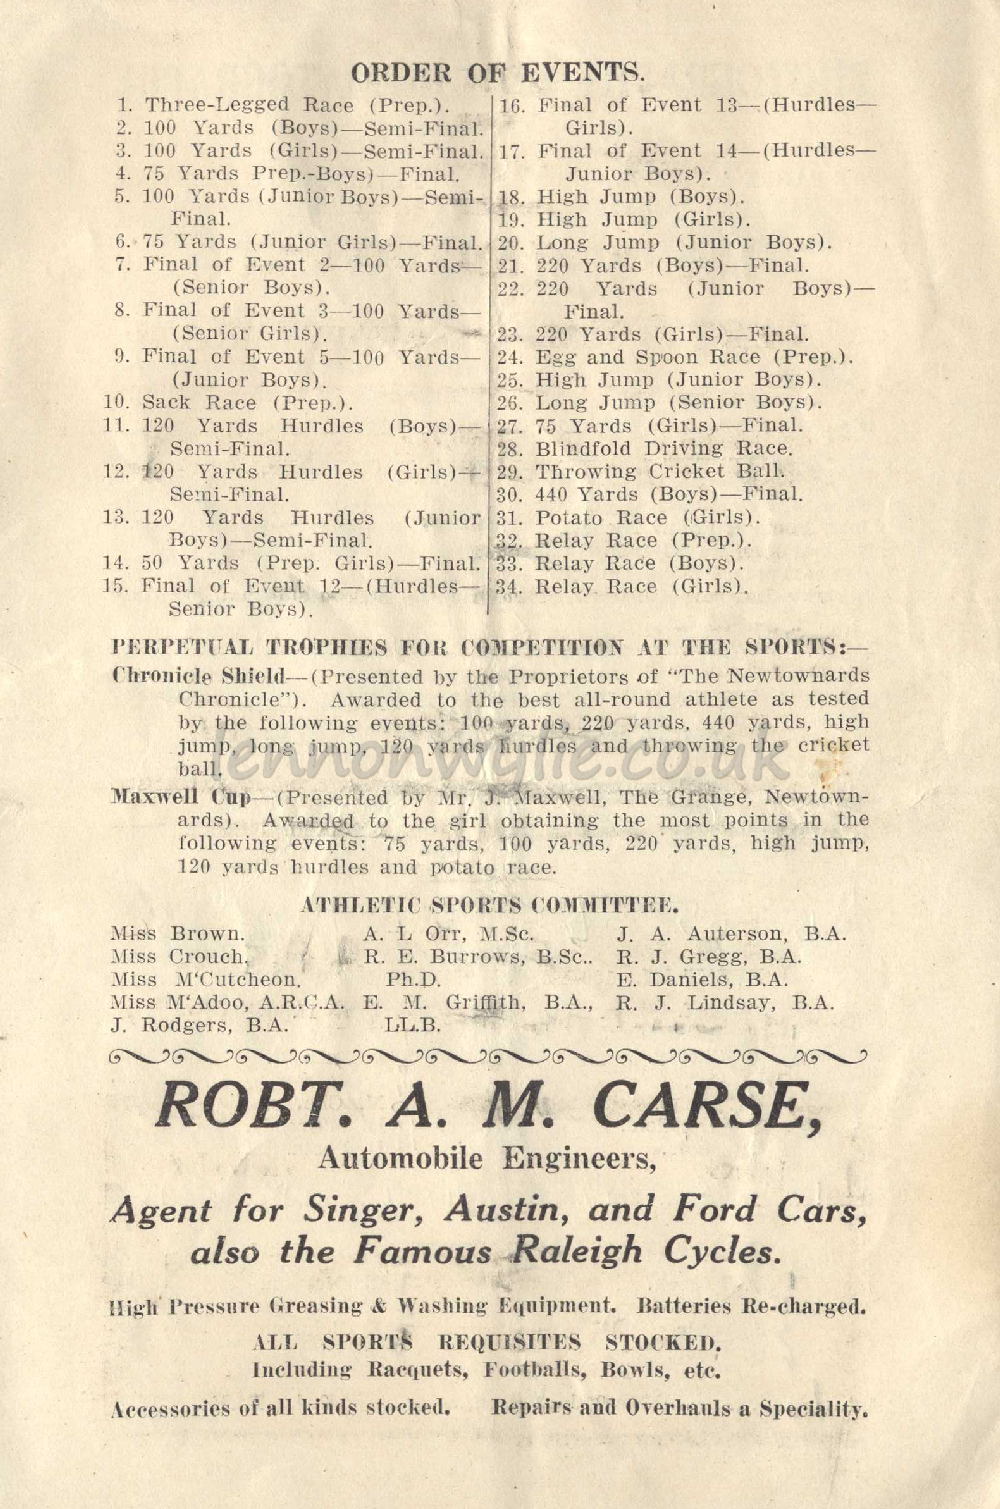 ORDER OF EVENTS.
1. Three-Legged Race (Prep.).
2. 100 Yards (Boys)—Semi-Final.
3. 100 Yards (Girls)—Semi-Final.
4. 75 Yards Prep.-Boys)—Final.
5. 100 Yards (Junior Boys)—Semi-
Final.
6. 75 Yards (Junior Girls)—Final.
7. Final of Event 2—100 Yards—
(Senior Boys).
8. Final of Event 3—100 Yards—
(Senior Girls).
9. Final of Event 5—100 Yards—
(Junior Boys).
10. Sack Race (Prep.).
11. 120 Yards Hurdles (Boys)—
Semi-Final.
12. 120 Yards Hurdles (Girls)—
Semi-Final.
13. 120 Yards Hurdles (Junior
Boys)—Semi-Final.
14. 50 Yards (Prep. Girls)—Final.
15. Final of Event 12—(Hurdles—
Senior Boys).
16. Final of Event 13—(Hurdles—
Girls).
17. Final of Event 14—(Hurdles—
Junior Boys).
18. High Jump (Boys).
19. High Jump (Girls).
20. Long Jump (Junior Boys).
21. 220 Yards (Boys)—Final.
22. 220 Yards (Junior Boys)—
Final.
23. 220 Yards (Girls)—Final.
24. Egg and Spoon Race (Prep.).
25. High Jump (Junior Boys).
26. Long Jump (Senior Boys).
27. 75 Yards (Girls)—Final.
28. Blindfold Driving Race.
29. Throwing Cricket Ball.
30. 440 Yards (Boys)—Final.
31. Potato Race (Girls).
32. Relay Race (Prep.).
33. Relay Race (Boys).
34. Relay Race (Girls).
PERPETUAL TROPHIES FOR COMPETITION AT THE SPORTS:—
Chronicle Shield—(Presented by the Proprietors of "The Newtownards
Chronicle"). Awarded to the best all-round athlete as tested
by the following events: 100 yards, 220 yards, 440 yards, high
jump, long jump, 120 yards hurdles and throwing the cricket
ball.
lennonwylie.co.uk
Maxwell Cup—(Presented by Mr. J. Maxwell, The Grange, Newtown-
ards). Awarded to the girl obtaining the most points in the
following events: 75 yards, 100 yards, 220 yards, high jump,
120 yards hurdles and potato race.
ATHLETIC SPORTS COMMITTEE.
Miss Brown.
Miss Crouch.
Miss M'Cutcheon.
Miss M'Adoo, A.R.C.A.
J. Rodgers, B.A.
A. L Orr, M.Sc.
R. E. Burrows, B.Sc..
Ph.D.
E. M. Griffith, B.A.,
LL.B.
J. A. Auterson, B.A.
R. J. Gregg, B.A.
E. Daniels, B.A.
R. J. Lindsay, B.A.
ROBT. A. M. CARSE,
Automobile Engineers,
Agent for Singer, Austin, and Ford Cars,
also the Famous Raleigh Cycles.
High Pressure Greasing & Washing Equipment. Batteries Re-charged.
ALL SPORTS REQUISITES STOCKED.
Including Racquets, Footballs, Bowls, etc.
Accessories of all kinds stocked. Repairs and Overhauls a Speciality.